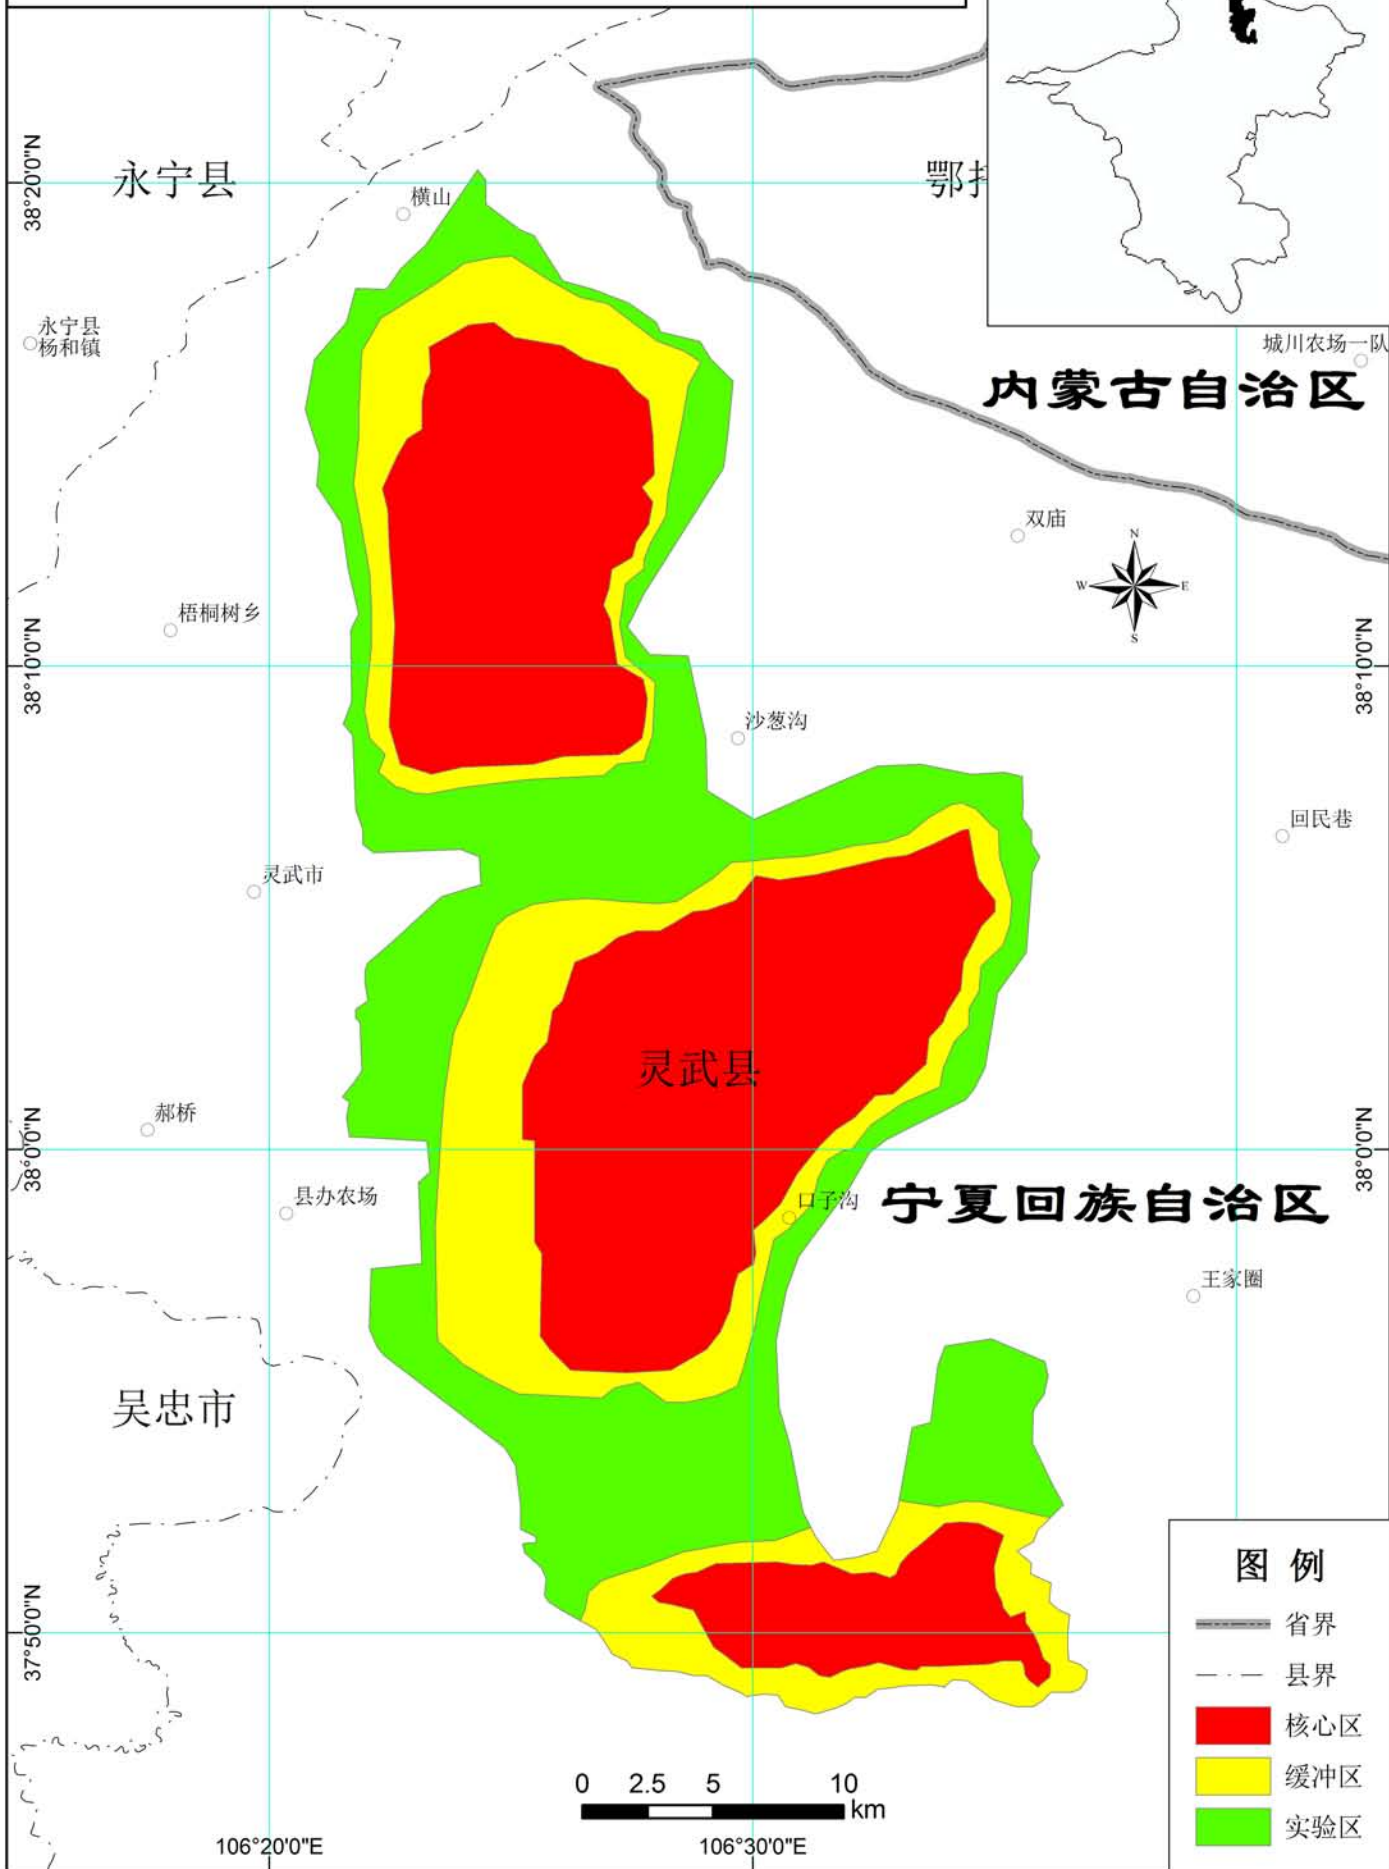 38°20'0"N
永宁县
横山
鄂
永宁县
杨和镇
城川农场一队
内蒙古自治区
双庙
N
W
E
S
梧桐树乡
38°10'0"N
38°10'0"N
沙葱沟
回民巷
灵武市
灵武县
郝桥
38°0'0"N
38°0'0"N
县办农场
口子沟
宁夏回族自治区
王家圈
吴忠市
37°50'0"N
图 例
省界
县界
核心区
缓冲区
实验区
0 2.5 5 10
km
106°20'0"E
106°30'0"E